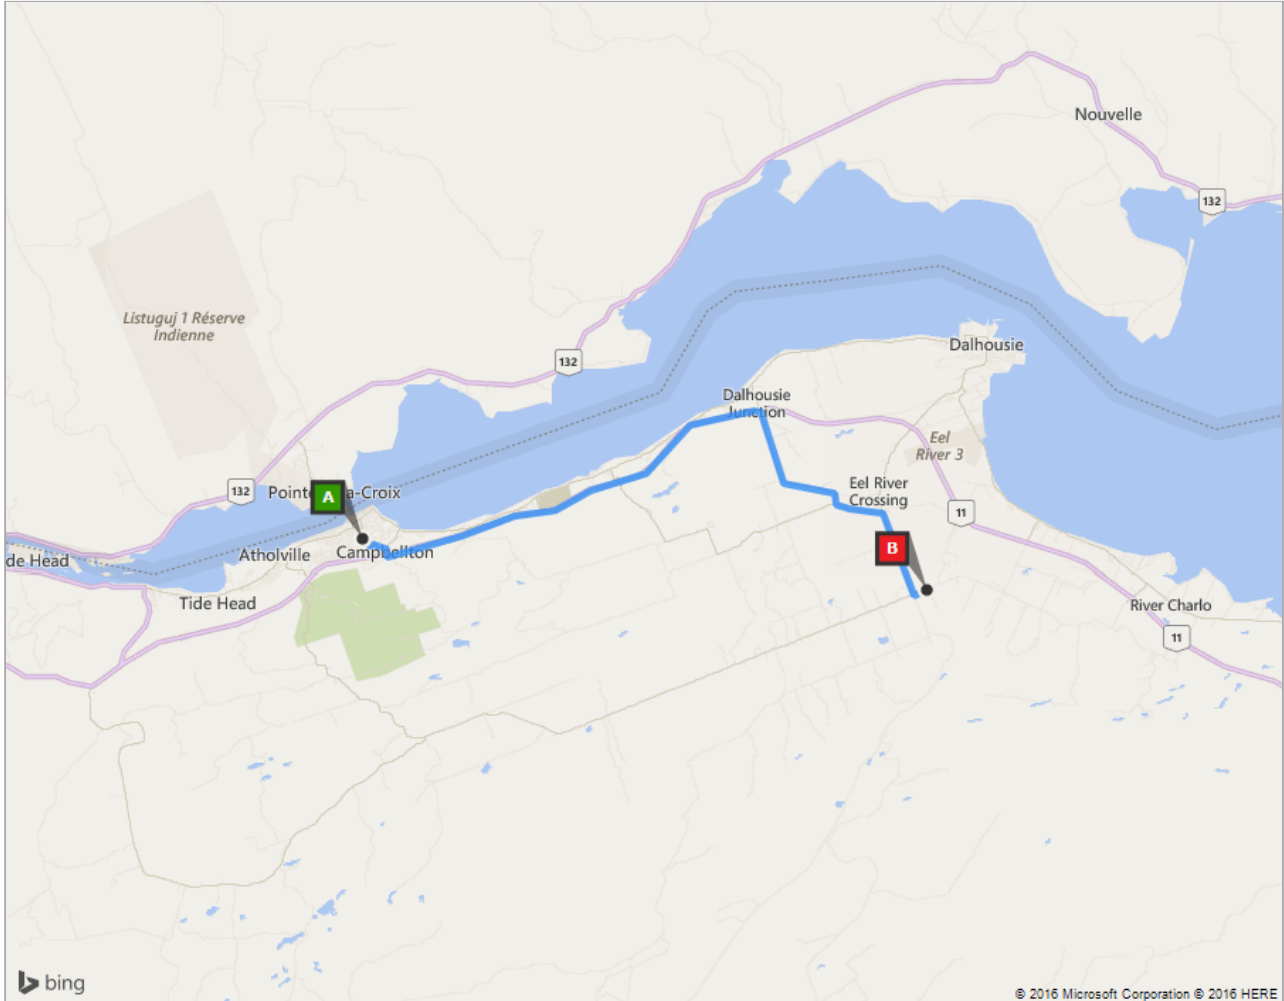 Nouvelle
132
Listuguj 1 Réserve
Indienne
Dalhousie
132
Dalhousie
Junction
Eel
River 3
132
A
Eel River
Crossing
11
B
Atholville
Campbellton
de Head
Tide Head
River Charlo
11
bing
© 2016 Microsoft Corporation © 2016 HERE